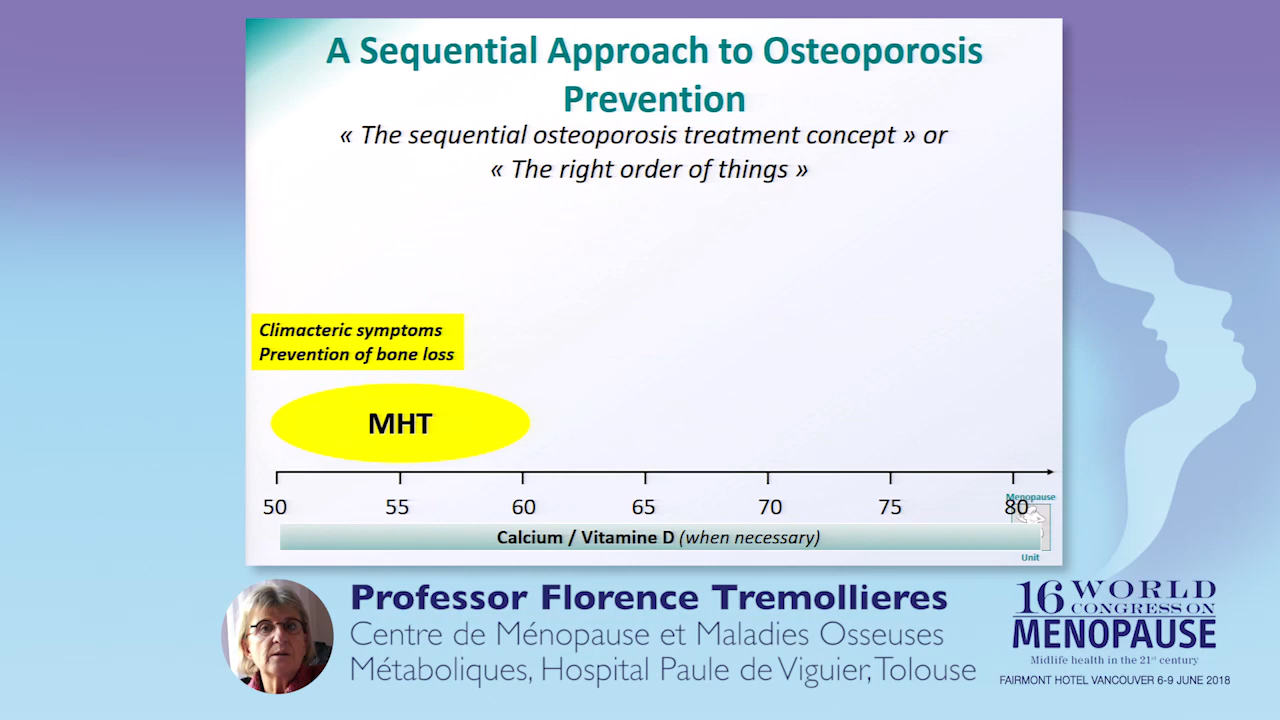 A Sequential Approach to Osteoporosis
Prevention
« The sequential osteoporosis treatment concept » or
« The right order of things »
Climacteric symptoms
Prevention of bone loss
MHT
50 55 60 65 70 75 80
Menopause
Calcium / Vitamine D (when necessary)
Unit
Professor Florence Tremollieres
Centre de Ménopause et Maladies Osseuses
Métaboliques, Hospital Paule de Viguier, Tolouse
16 WORLD
CONGRESS ON
MENOPAUSE
Midlife health in the 21st century
FAIRMONT HOTEL VANCOUVER 6-9 JUNE 2018